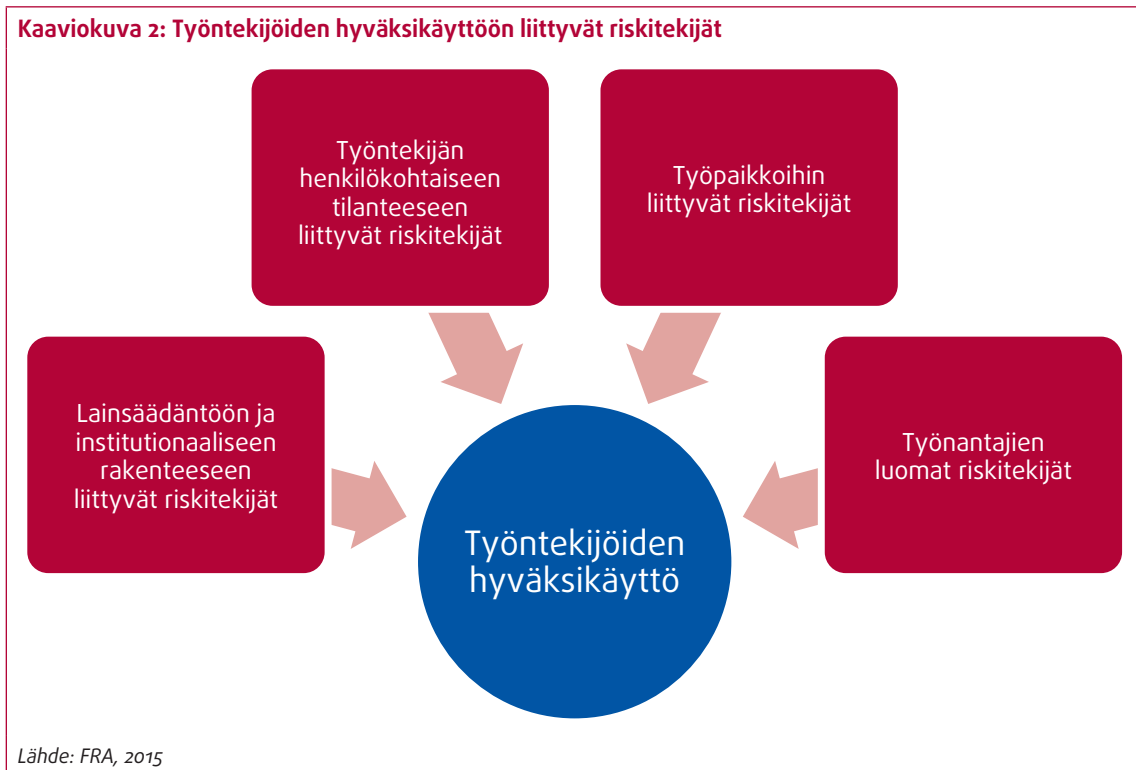 Kaaviokuva 2: Työntekijöiden hyväksikäyttöön liittyvät riskitekijät
Työntekijän
henkilökohtaiseen
tilanteeseen
liittyvät riskitekijät
Työpaikkoihin
liittyvät riskitekijät
Lainsäädäntöön ja
institutionaaliseen
rakenteeseen
liittyvät riskitekijät
Työnantajien
luomat riskitekijät
Työntekijöiden
hyväksikäyttö
Lähde: FRA, 2015